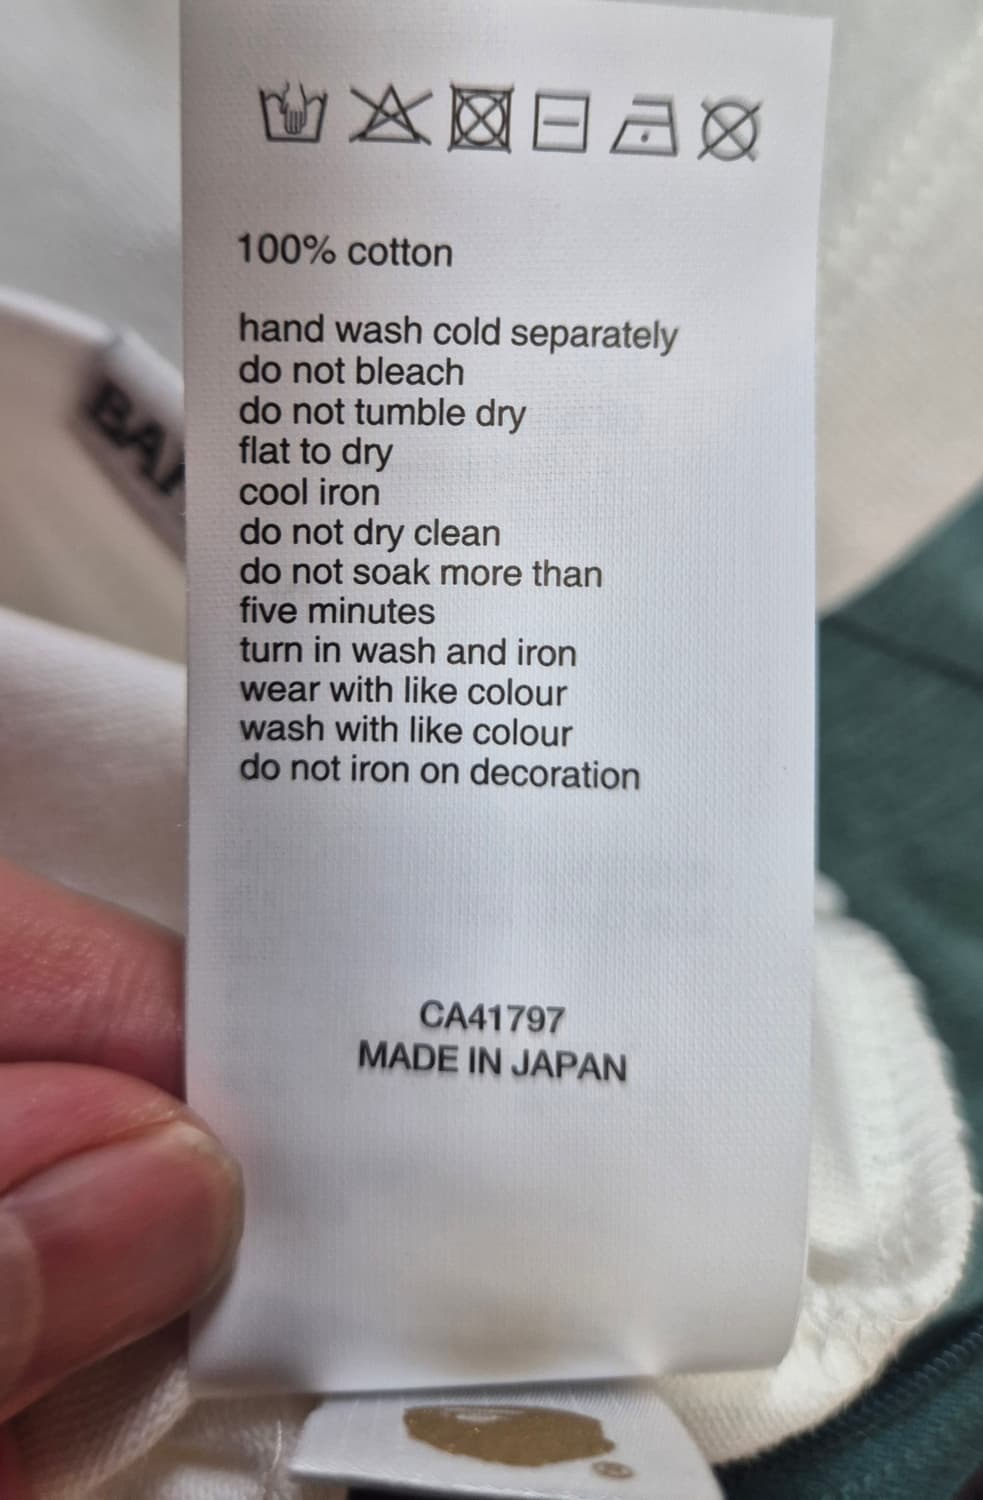 100% cotton
hand wash cold separately
do not bleach
do not tumble dry
flat to dry
cool iron
do not dry clean
do not soak more than
five minutes
turn in wash and iron
wear with like colour
wash with like colour
do not iron on decoration
CA41797
MADE IN JAPAN